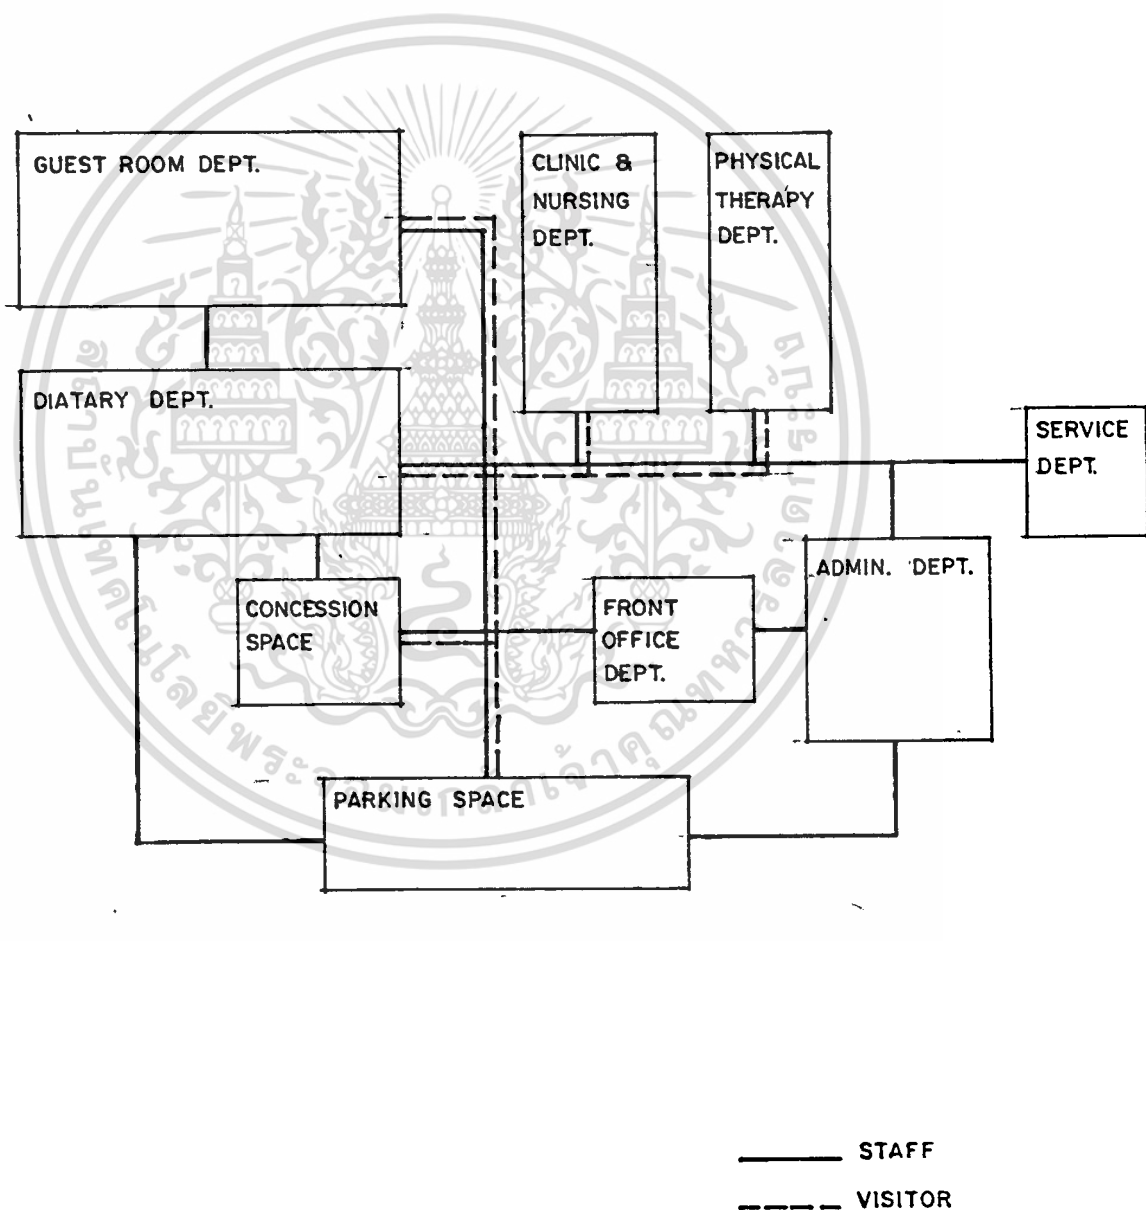 GUEST ROOM DEPT.
CLINIC &
NURSING
DEPT.
PHYSICAL
THERAPY
DEPT.
DIATARY DEPT.
SERVICE
DEPT.
ADMIN. DEPT.
CONCESSION
SPACE
FRONT
OFFICE
DEPT.
PARKING SPACE
STAFF
VISITOR